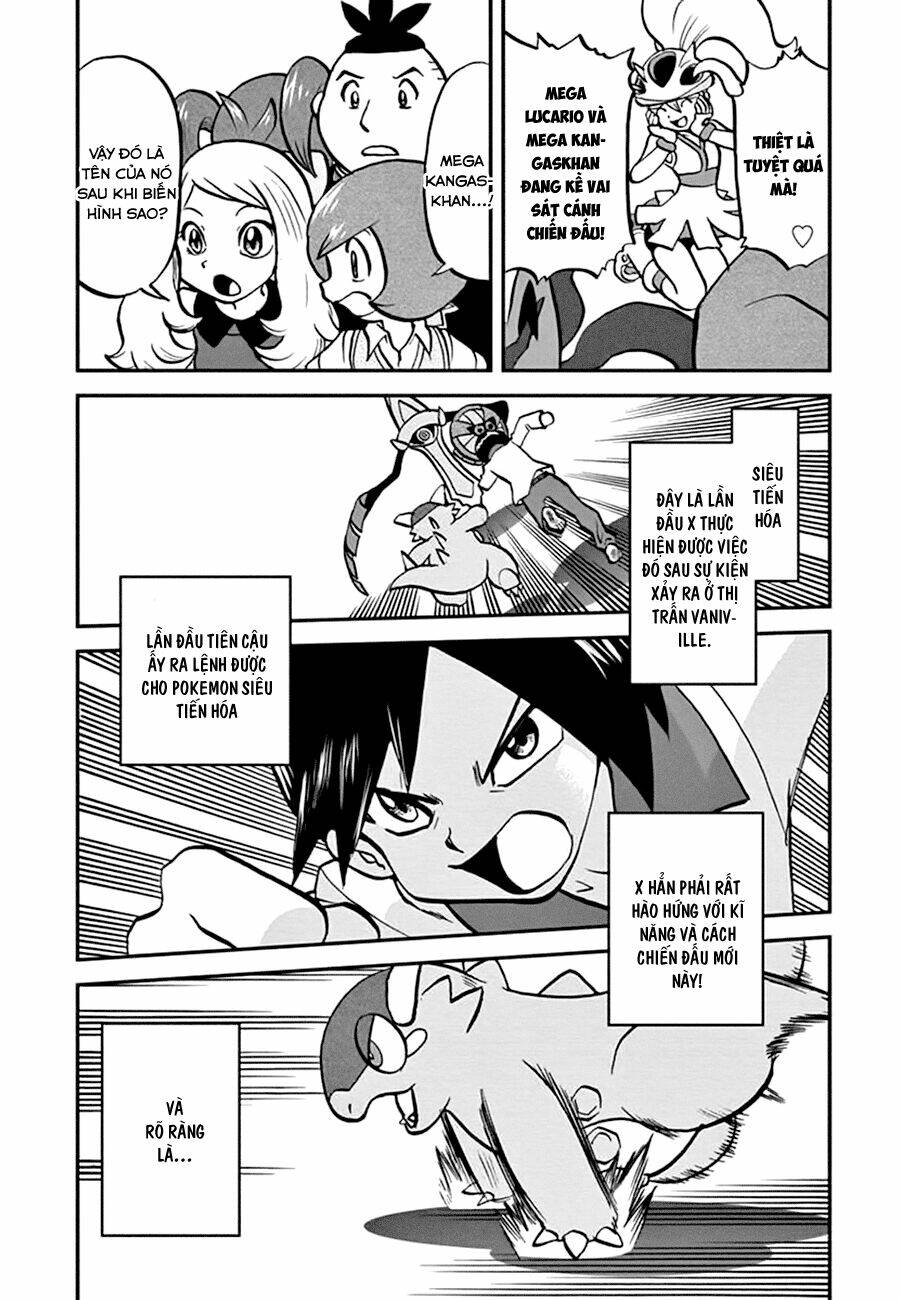 THIỆT LÀ
TUYỆT QUÁ
MÀ!
MEGA
LUCARIO VÀ
MEGA KAN-
GASKHAN
ĐANG KỀ VAI
SÁT CÁNH
CHIẾN ĐẤU!
MEGA
KANGAS-
KHAN...!
VẬY ĐÓ LÀ
TÊN CỦA NÓ
SAU KHI BIẾN
HÌNH SAO?
SIÊU
TIẾN
HÓA
ĐÂY LÀ LẦN
ĐẦU X THỰC
HIỆN ĐƯỢC VIỆC
ĐÓ SAU SỰ KIỆN
XẢY RA Ở THỊ
TRẤN VANIV-
ILLE.
LẦN ĐẦU TIÊN CẬU
ẤY RA LỆNH ĐƯỢC
CHO POKEMON SIÊU
TIẾN HÓA
X HẲN PHẢI RẤT
HÀO HỨNG VỚI KĨ
NĂNG VÀ CÁCH
CHIẾN ĐẤU MỚI
NÀY!
VÀ
RÕ RÀNG
LÀ...